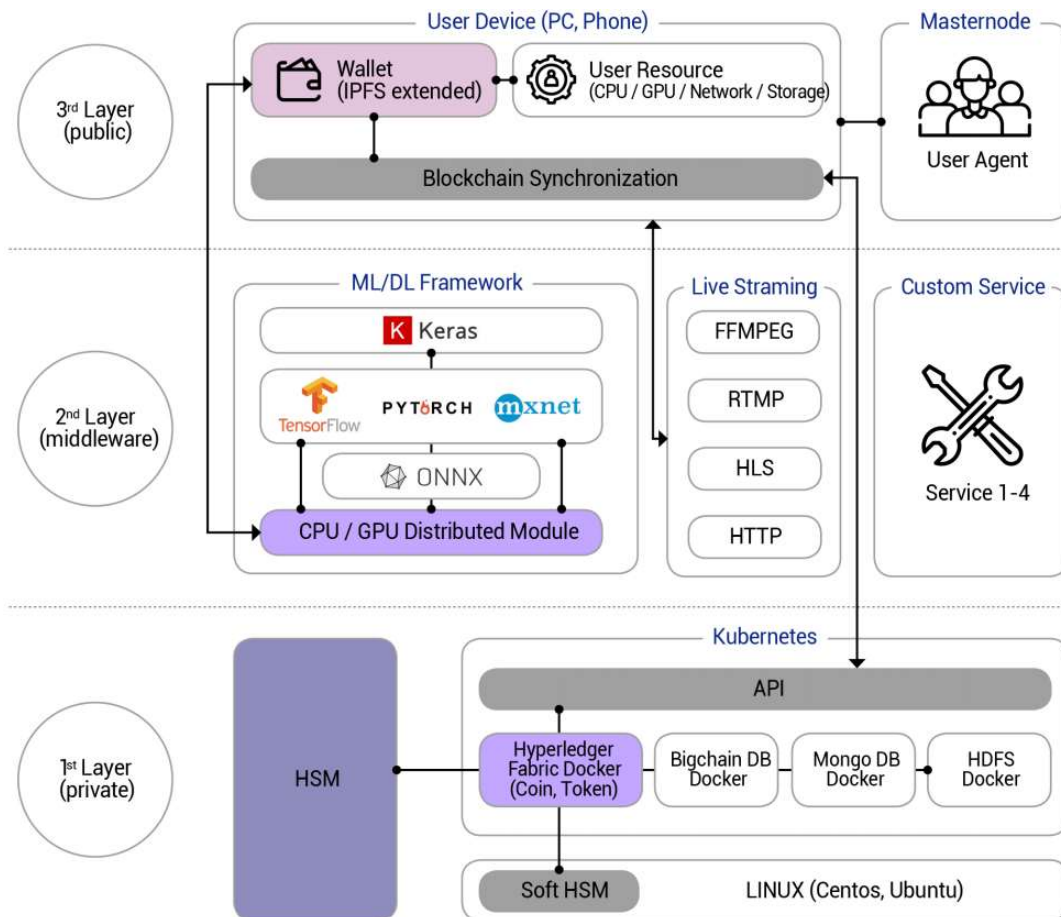 User Device (PC, Phone)
Masternode
3rd Layer
(public)
Wallet
(IPFS extended)
User Resource
(CPU / GPU / Network / Storage)
User Agent
Blockchain Synchronization
ML/DL Framework
Live Straming
Custom Service
2nd Layer
(middleware)
K Keras
TensorFlow
PYTORCH
mxnet
ONNX
CPU / GPU Distributed Module
FFMPEG
RTMP
HLS
HTTP
Service 1-4
1st Layer
(private)
HSM
Kubernetes
API
Hyperledger
Fabric Docker
(Coin, Token)
Bigchain DB
Docker
Mongo DB
Docker
HDFS
Docker
Soft HSM
LINUX (Centos, Ubuntu)